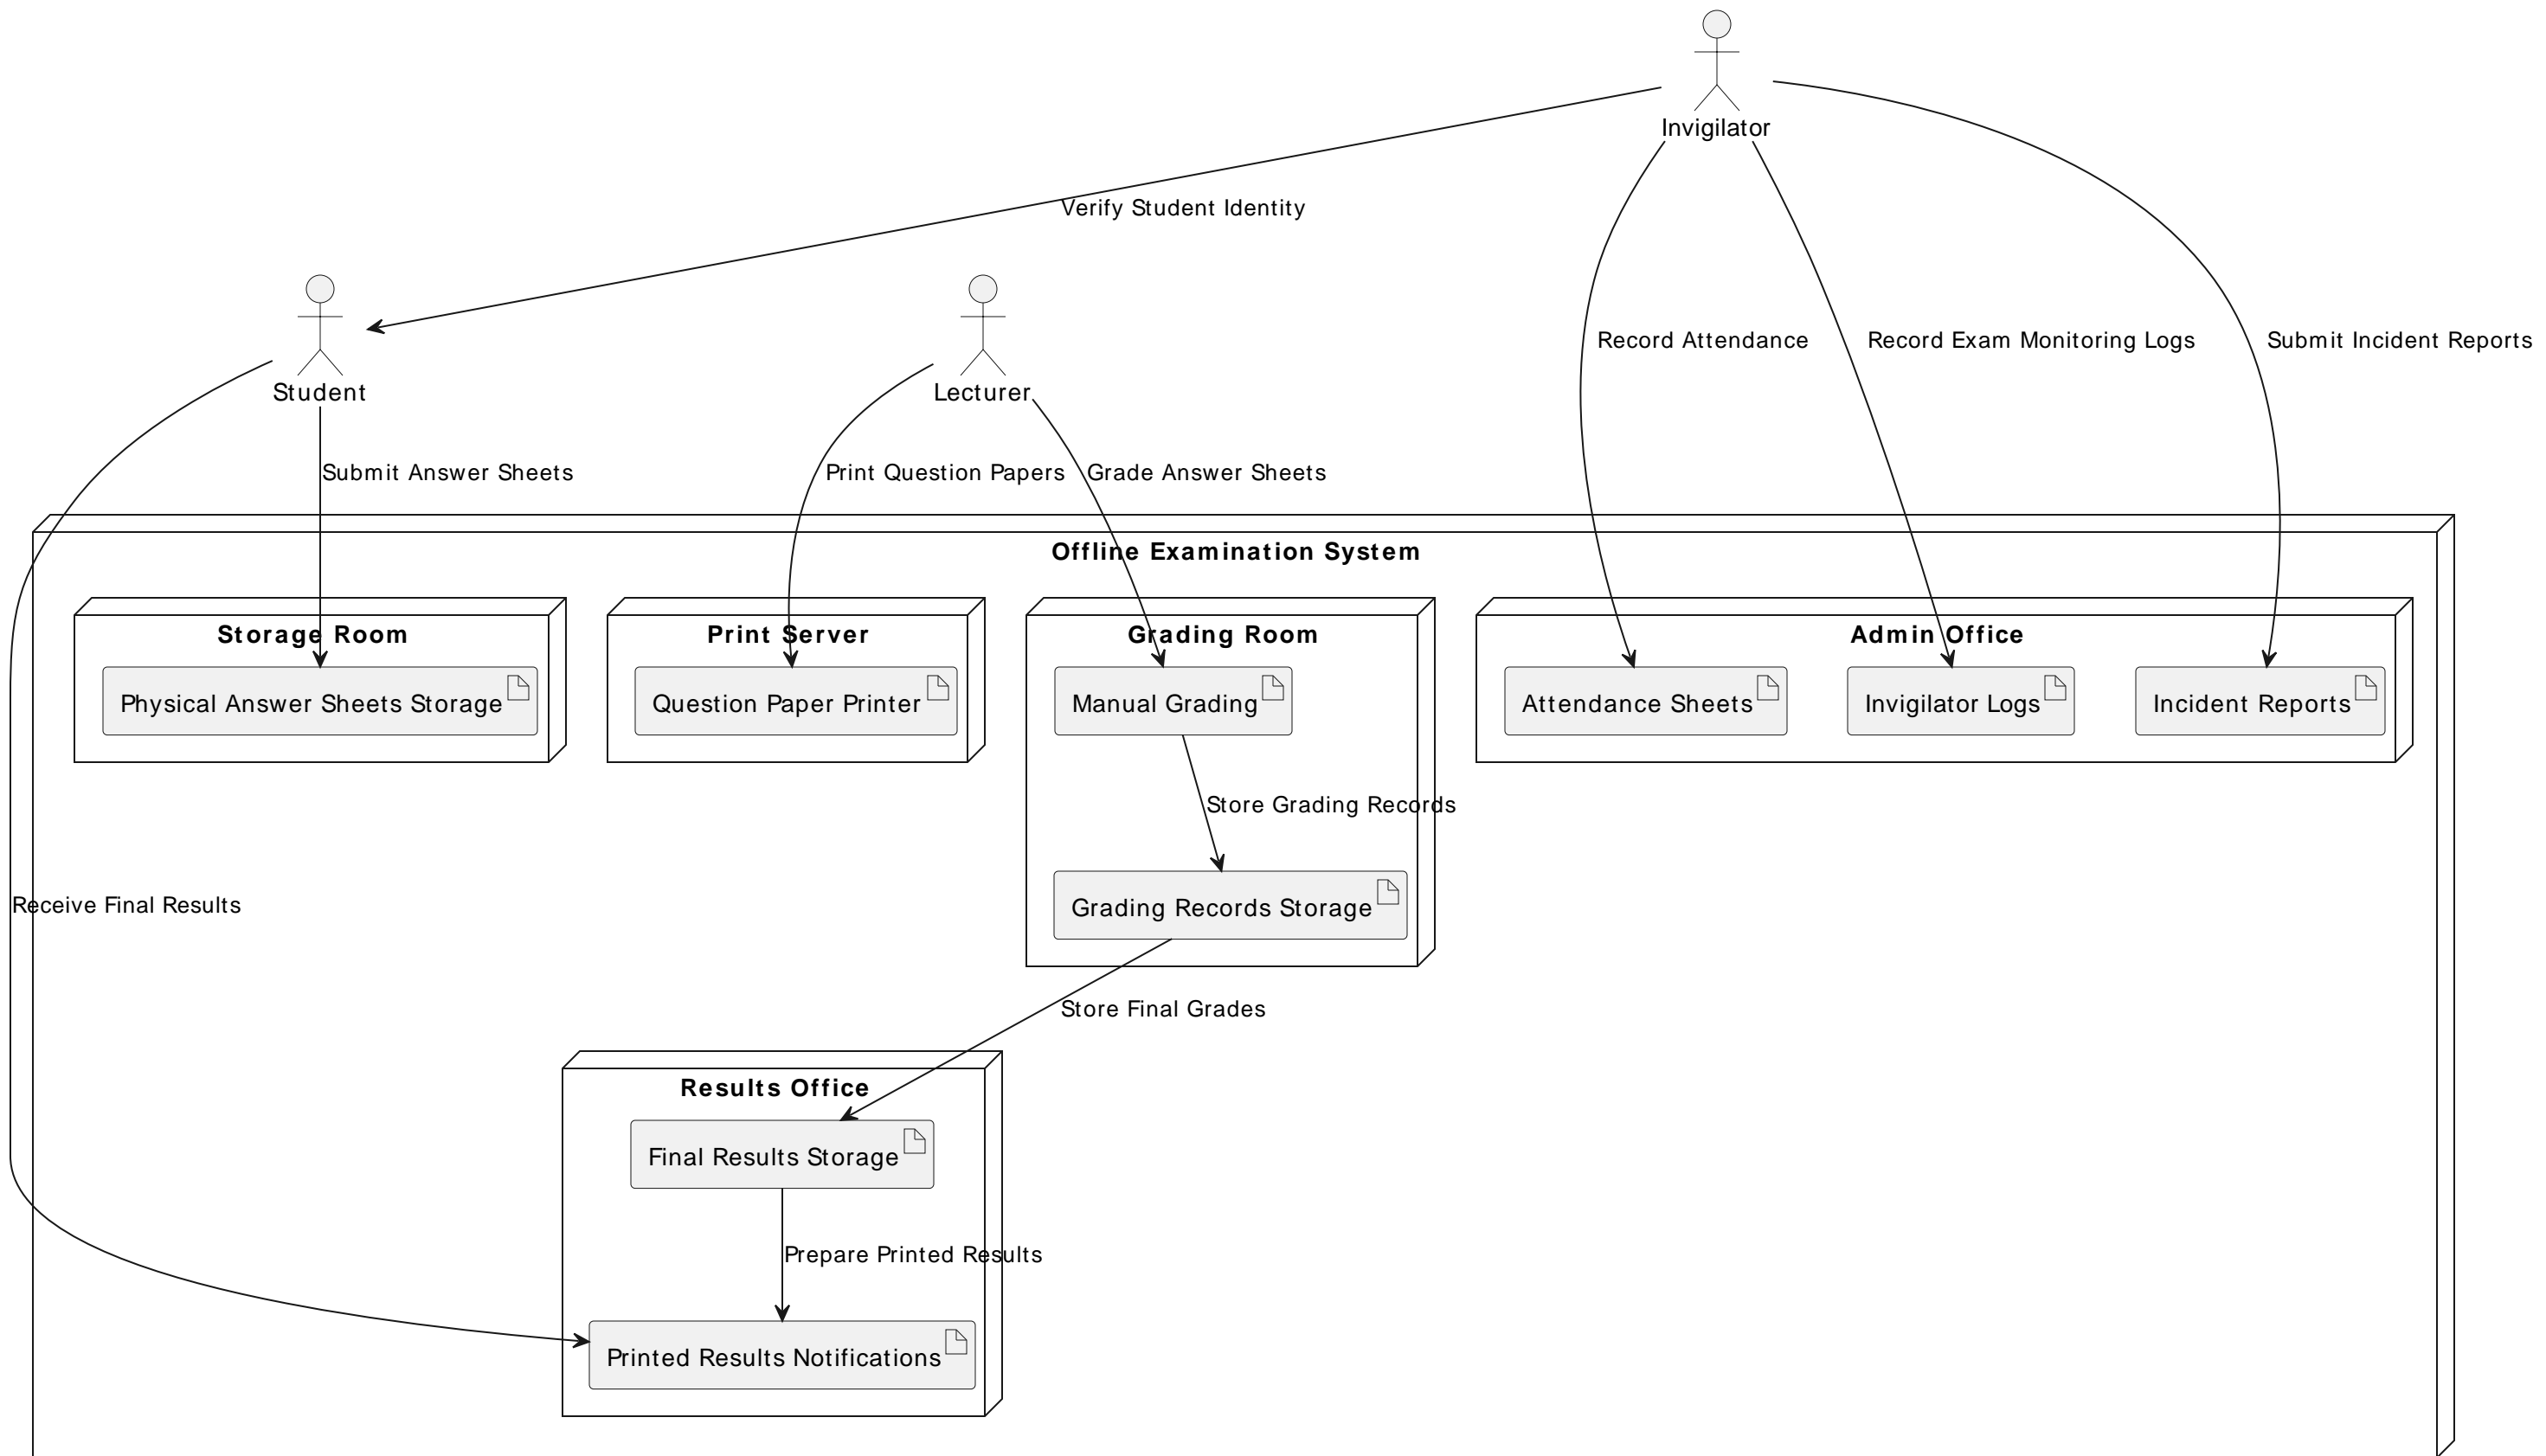 Invigilator
Verify Student Identity
Student
Lecturer
Record Attendance
Record Exam Monitoring Logs
Submit Incident Reports
Submit Answer Sheets
Print Question Papers
Grade Answer Sheets
Offline Examination System
Storage Room
Print Server
Grading Room
Admin Office
Physical Answer Sheets Storage
Question Paper Printer
Manual Grading
Attendance Sheets
Invigilator Logs
Incident Reports
Store Grading Records
Receive Final Results
Grading Records Storage
Store Final Grades
Results Office
Final Results Storage
Prepare Printed Results
Printed Results Notifications